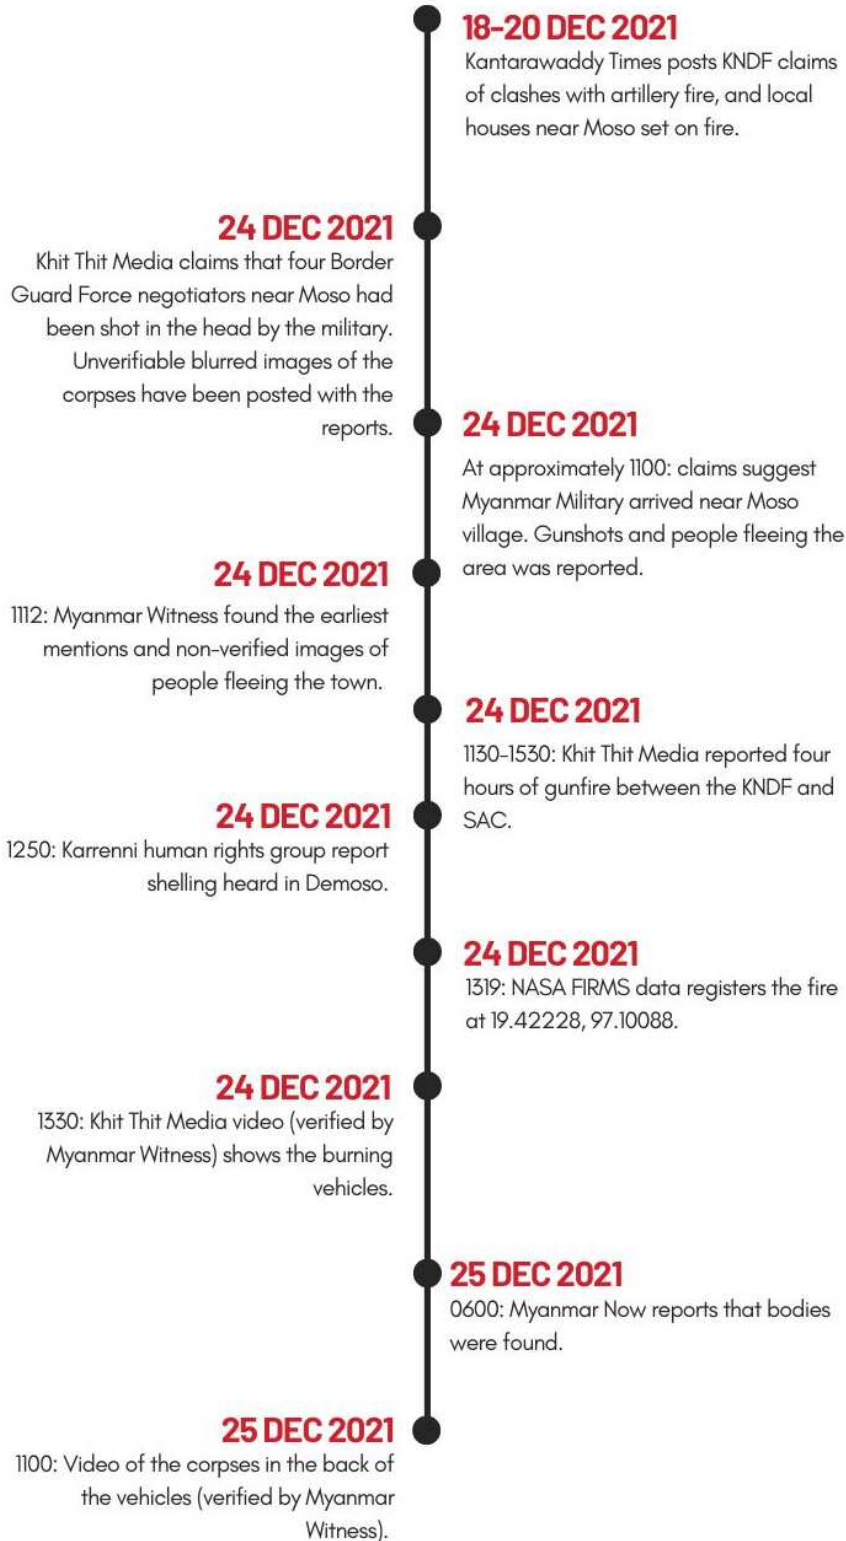 18-20 DEC 2021
Kantarawaddy Times posts KNDF claims
of clashes with artillery fire, and local
houses near Moso set on fire.
24 DEC 2021
Khit Thit Media claims that four Border
Guard Force negotiators near Moso had
been shot in the head by the military.
Unverifiable blurred images of the
corpses have been posted with the
reports.
24 DEC 2021
At approximately 1100: claims suggest
Myanmar Military arrived near Moso
village. Gunshots and people fleeing the
area was reported.
24 DEC 2021
1112: Myanmar Witness found the earliest
mentions and non-verified images of
people fleeing the town.
24 DEC 2021
1130-1530: Khit Thit Media reported four
hours of gunfire between the KNDF and
SAC.
24 DEC 2021
1250: Karrenni human rights group report
shelling heard in Demoso.
24 DEC 2021
1319: NASA FIRMS data registers the fire
at 19.42228, 97.10088.
24 DEC 2021
1330: Khit Thit Media video (verified by
Myanmar Witness) shows the burning
vehicles.
25 DEC 2021
0600: Myanmar Now reports that bodies
were found.
25 DEC 2021
1100: Video of the corpses in the back of
the vehicles (verified by Myanmar
Witness).